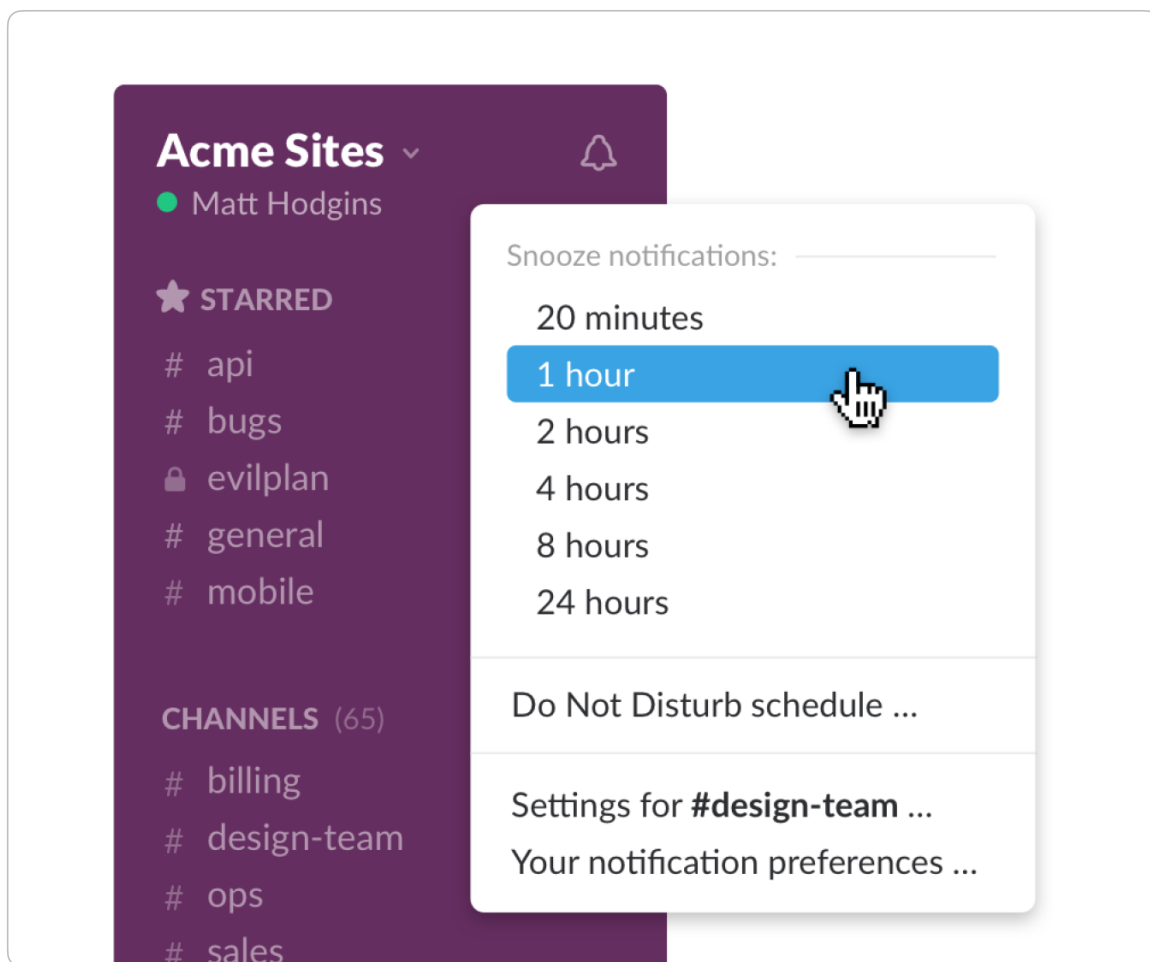 Acme Sites
Matt Hodgins
STARRED
# api
# bugs
evilplan
# general
# mobile
CHANNELS (65)
# billing
# design-team
# ops
# sales
Snooze notifications:
20 minutes
1 hour
2 hours
4 hours
8 hours
24 hours
Do Not Disturb schedule ...
Settings for #design-team ...
Your notification preferences ...